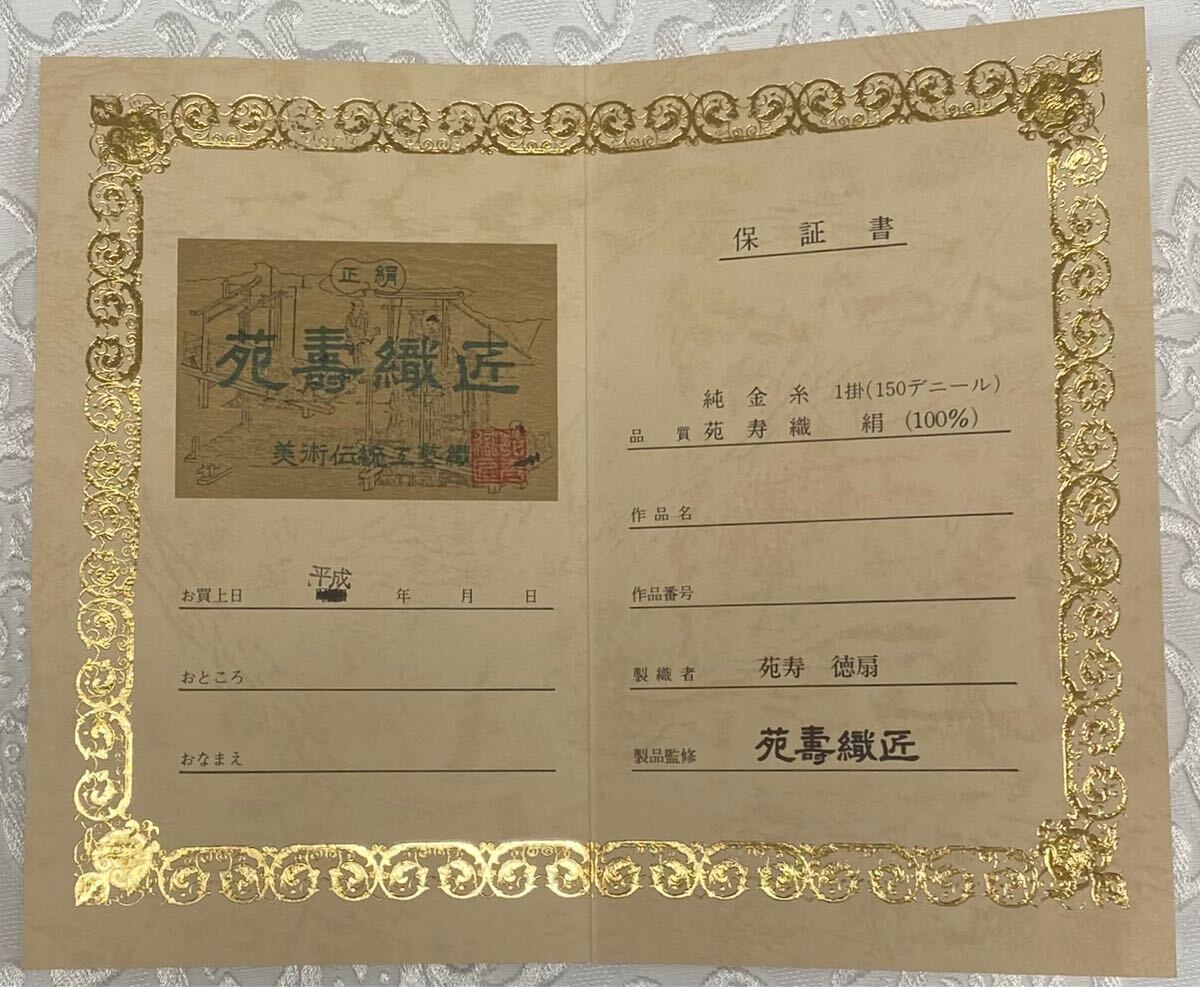 正絹
苑壽織匠
美術伝統工藝織
お買上日 平成 年 月 日
おところ
おなまえ
保証書
純金糸 1掛(150デニール)
品質 苑寿織 絹 (100%)
作品名
作品番号
製織者 苑寿 徳扇
製品監修 苑壽織匠